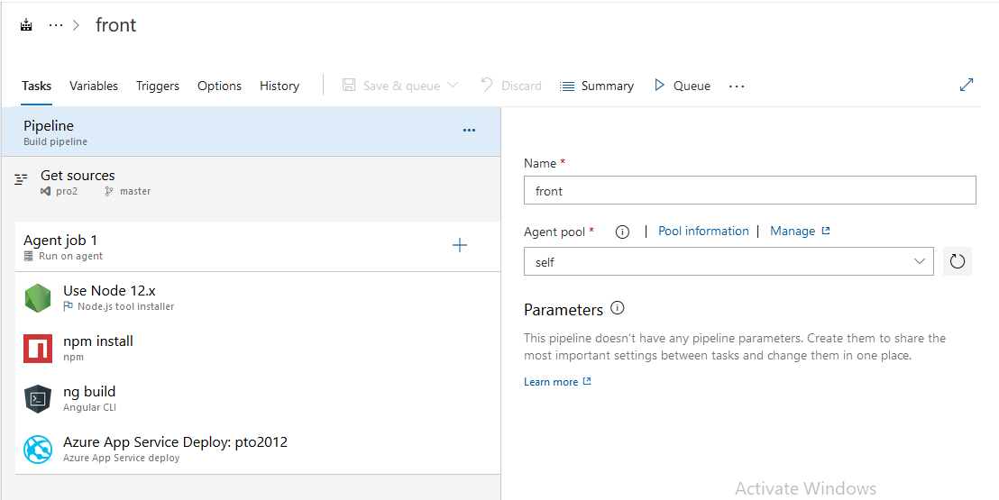 ··· > front
Tasks Variables Triggers Options History Save & queue Discard Summary Queue ···
Pipeline ···
Build pipeline
Get sources
pro2 master
Agent job 1 +
Run on agent
Use Node 12.x
Node.js tool installer
npm install
npm
ng build
Angular CLI
Azure App Service Deploy: pto2012
Azure App Service deploy
Name *
front
Agent pool * | Pool information | Manage
self
Parameters
This pipeline doesn't have any pipeline parameters. Create them to share the
most important settings between tasks and change them in one place.
Learn more
Activate Windows